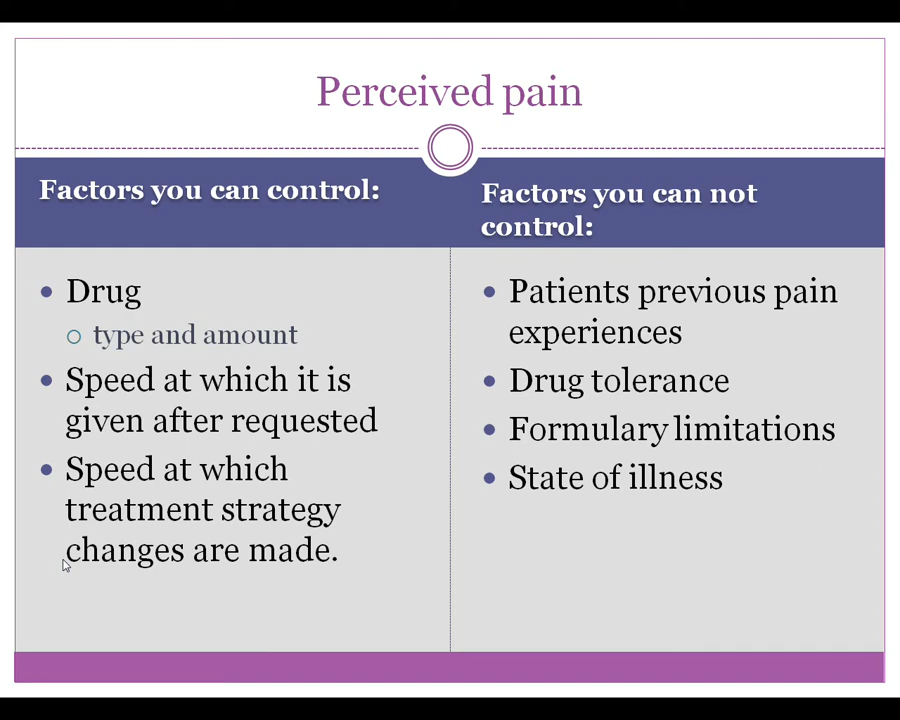 Perceived pain
Factors you can control:
• Drug
○ type and amount
• Speed at which it is
given after requested
• Speed at which
treatment strategy
changes are made.
Factors you can not
control:
• Patients previous pain
experiences
• Drug tolerance
• Formulary limitations
• State of illness